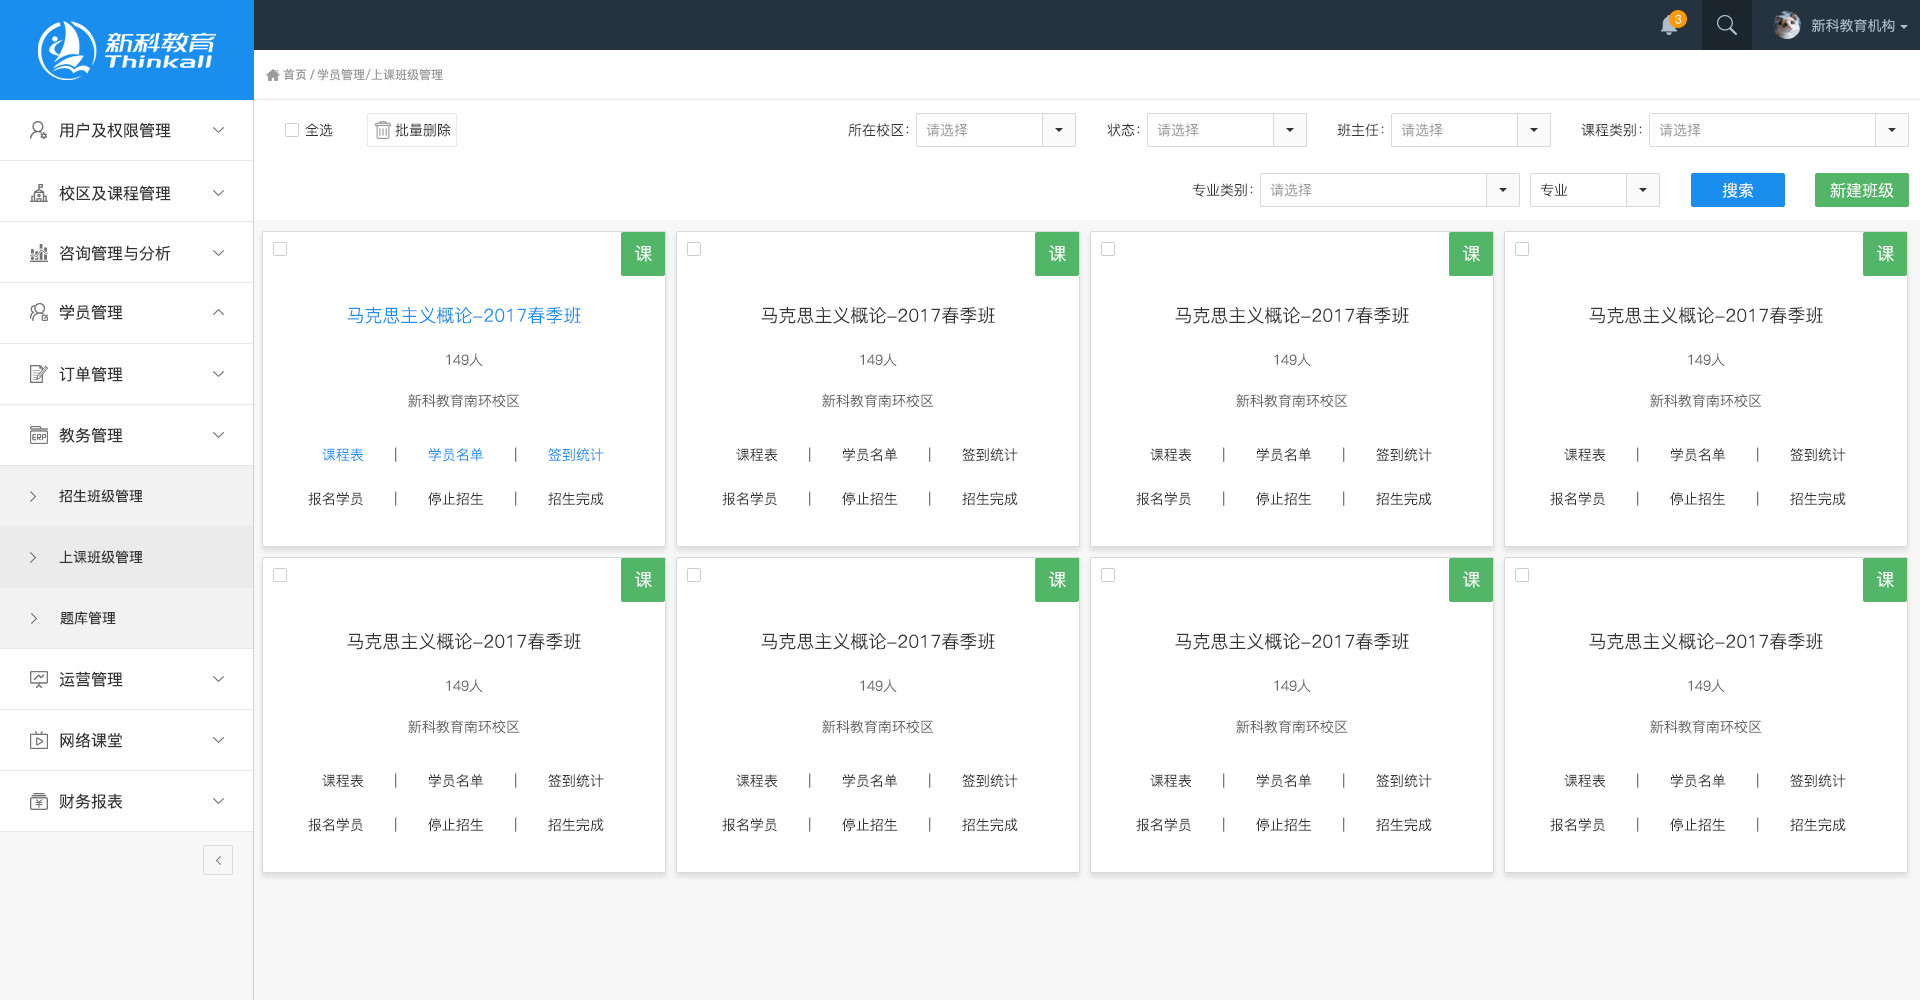 新科教育
Thinkall
3
新科教育机构
首页 / 学员管理/上课班级管理
用户及权限管理
校区及课程管理
咨询管理与分析
学员管理
订单管理
ERP 教务管理
招生班级管理
上课班级管理
题库管理
运营管理
网络课堂
¥ 财务报表
全选 批量删除 所在校区: 请选择 状态: 请选择 班主任: 请选择 课程类别: 请选择
专业类别: 请选择 专业 搜索 新建班级
课 课 课 课
马克思主义概论-2017春季班 马克思主义概论-2017春季班 马克思主义概论-2017春季班 马克思主义概论-2017春季班
149人 149人 149人 149人
新科教育南环校区 新科教育南环校区 新科教育南环校区 新科教育南环校区
课程表 | 学员名单 | 签到统计 课程表 | 学员名单 | 签到统计 课程表 | 学员名单 | 签到统计 课程表 | 学员名单 | 签到统计
报名学员 | 停止招生 | 招生完成 报名学员 | 停止招生 | 招生完成 报名学员 | 停止招生 | 招生完成 报名学员 | 停止招生 | 招生完成
课 课 课 课
马克思主义概论-2017春季班 马克思主义概论-2017春季班 马克思主义概论-2017春季班 马克思主义概论-2017春季班
149人 149人 149人 149人
新科教育南环校区 新科教育南环校区 新科教育南环校区 新科教育南环校区
课程表 | 学员名单 | 签到统计 课程表 | 学员名单 | 签到统计 课程表 | 学员名单 | 签到统计 课程表 | 学员名单 | 签到统计
报名学员 | 停止招生 | 招生完成 报名学员 | 停止招生 | 招生完成 报名学员 | 停止招生 | 招生完成 报名学员 | 停止招生 | 招生完成